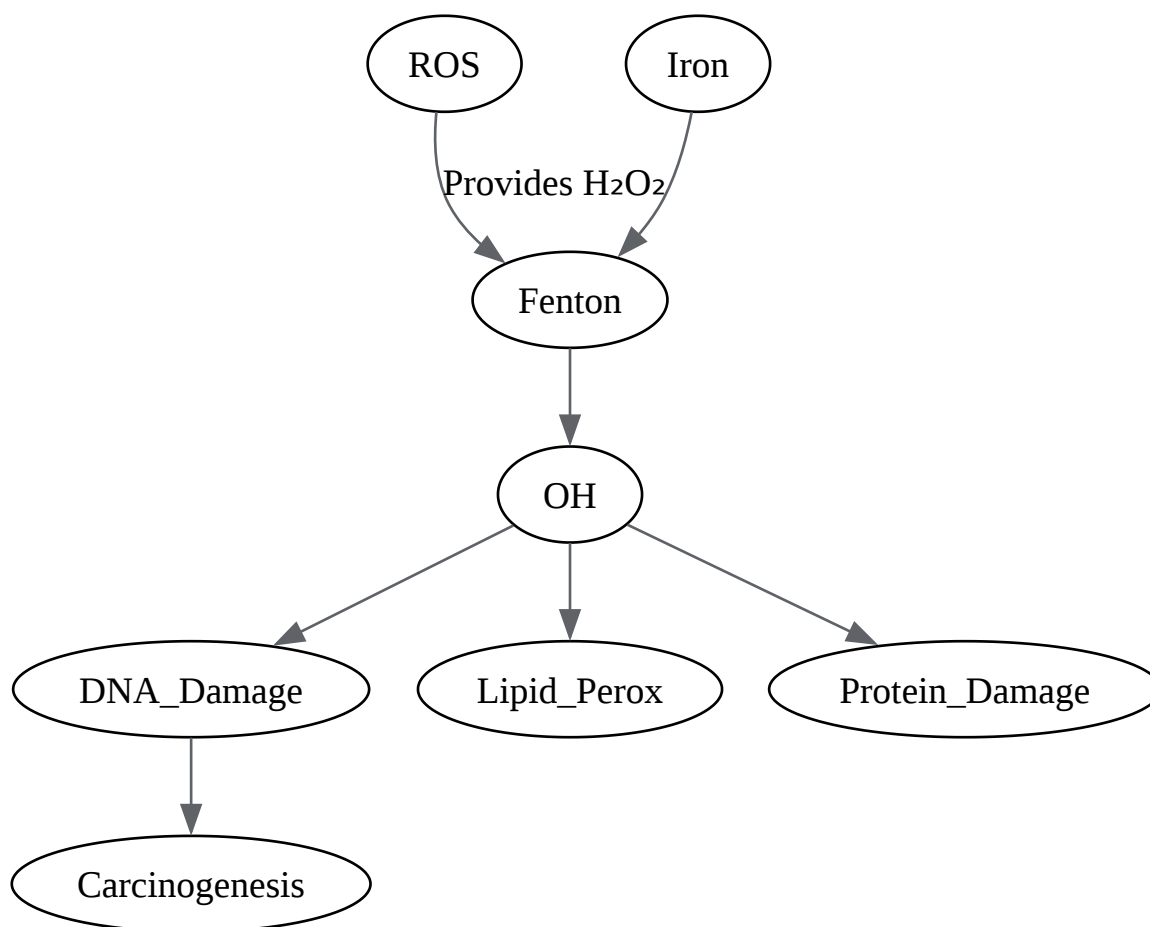 ROS
Iron
Provides H₂O₂
Fenton
OH
DNA_Damage
Lipid_Perox
Protein_Damage
Carcinogenesis